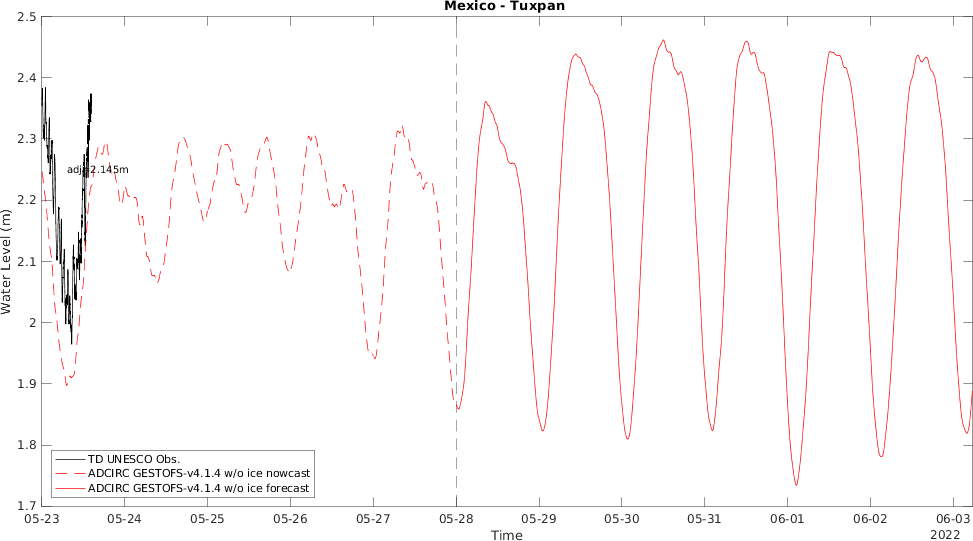 Mexico - Tuxpan
2.5
2.4
2.3
2.2
2.1
2
1.9
1.8
1.7
Water Level (m)
2.145m
TD UNESCO Obs.
ADCIRC GESTOFS-v4.1.4 w/o ice nowcast
ADCIRC GESTOFS-v4.1.4 w/o ice forecast
05-23 05-24 05-25 05-26 05-27 05-28 05-29 05-30 05-31 06-01 06-02 06-03
Time
2022